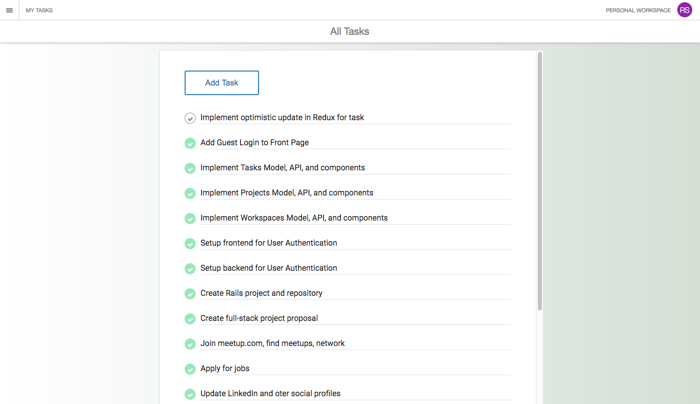 MY TASKS
PERSONAL WORKSPACE
RS
All Tasks
Add Task
Implement optimistic update in Redux for task
Add Guest Login to Front Page
Implement Tasks Model, API, and components
Implement Projects Model, API, and components
Implement Workspaces Model, API, and components
Setup frontend for User Authentication
Setup backend for User Authentication
Create Rails project and repository
Create full-stack project proposal
Join meetup.com, find meetups, network
Apply for jobs
Update LinkedIn and oter social profiles